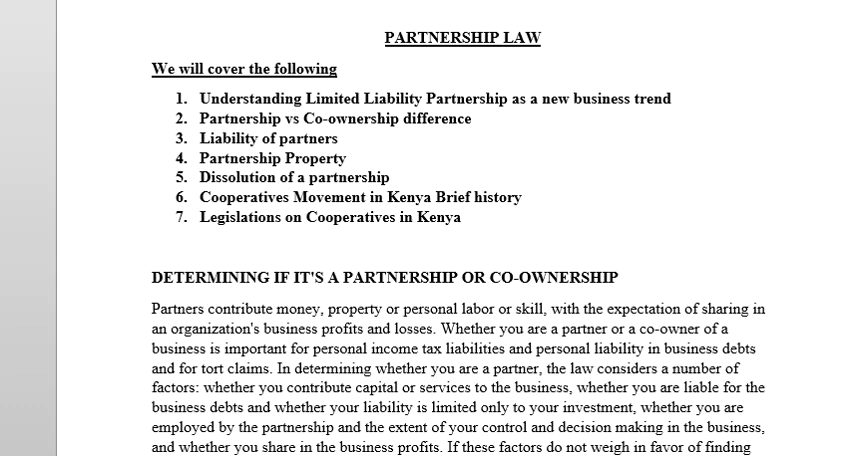 PARTNERSHIP LAW
We will cover the following
1. Understanding Limited Liability Partnership as a new business trend
2. Partnership vs Co-ownership difference
3. Liability of partners
4. Partnership Property
5. Dissolution of a partnership
6. Cooperatives Movement in Kenya Brief history
7. Legislations on Cooperatives in Kenya
DETERMINING IF IT'S A PARTNERSHIP OR CO-OWNERSHIP
Partners contribute money, property or personal labor or skill, with the expectation of sharing in
an organization's business profits and losses. Whether you are a partner or a co-owner of a
business is important for personal income tax liabilities and personal liability in business debts
and for tort claims. In determining whether you are a partner, the law considers a number of
factors: whether you contribute capital or services to the business, whether you are liable for the
business debts and whether your liability is limited only to your investment, whether you are
employed by the partnership and the extent of your control and decision making in the business,
and whether you share in the business profits. If these factors do not weigh in favor of finding